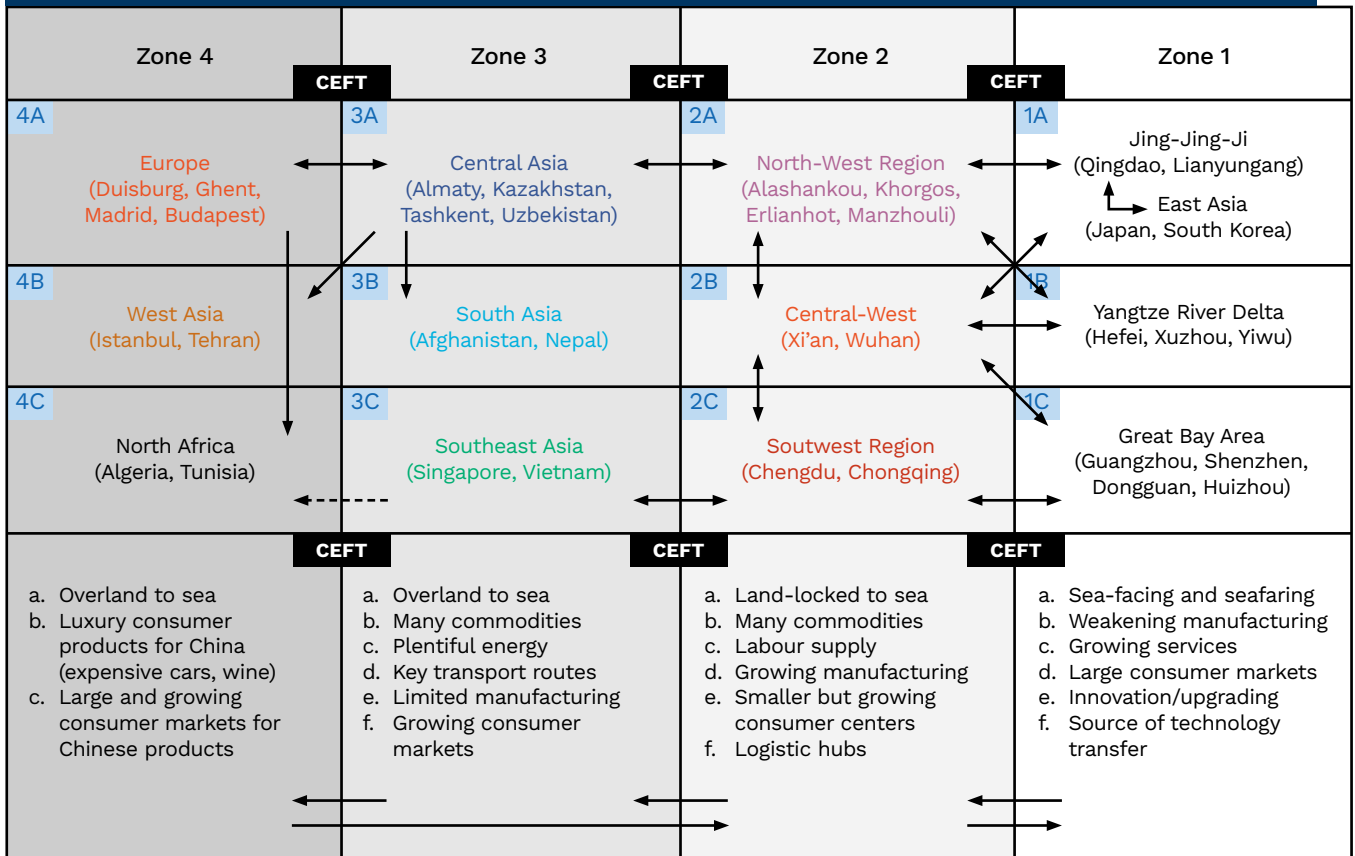 Zone 4
Zone 3
Zone 2
Zone 1
CEFT
CEFT
CEFT
4A
Europe
(Duisburg, Ghent,
Madrid, Budapest)
3A
Central Asia
(Almaty, Kazakhstan,
Tashkent, Uzbekistan)
2A
North-West Region
(Alashankou, Khorgos,
Erlianhot, Manzhouli)
1A
Jing-Jing-Ji
(Qingdao, Lianyungang)
East Asia
(Japan, South Korea)
4B
West Asia
(Istanbul, Tehran)
3B
South Asia
(Afghanistan, Nepal)
2B
Central-West
(Xi'an, Wuhan)
1B
Yangtze River Delta
(Hefei, Xuzhou, Yiwu)
4C
North Africa
(Algeria, Tunisia)
3C
Southeast Asia
(Singapore, Vietnam)
2C
Soutwest Region
(Chengdu, Chongqing)
1C
Great Bay Area
(Guangzhou, Shenzhen,
Dongguan, Huizhou)
CEFT
CEFT
CEFT
a. Overland to sea
b. Luxury consumer
products for China
(expensive cars, wine)
c. Large and growing
consumer markets for
Chinese products
a. Overland to sea
b. Many commodities
c. Plentiful energy
d. Key transport routes
e. Limited manufacturing
f. Growing consumer
markets
a. Land-locked to sea
b. Many commodities
c. Labour supply
d. Growing manufacturing
e. Smaller but growing
consumer centers
f. Logistic hubs
a. Sea-facing and seafaring
b. Weakening manufacturing
c. Growing services
d. Large consumer markets
e. Innovation/upgrading
f. Source of technology
transfer